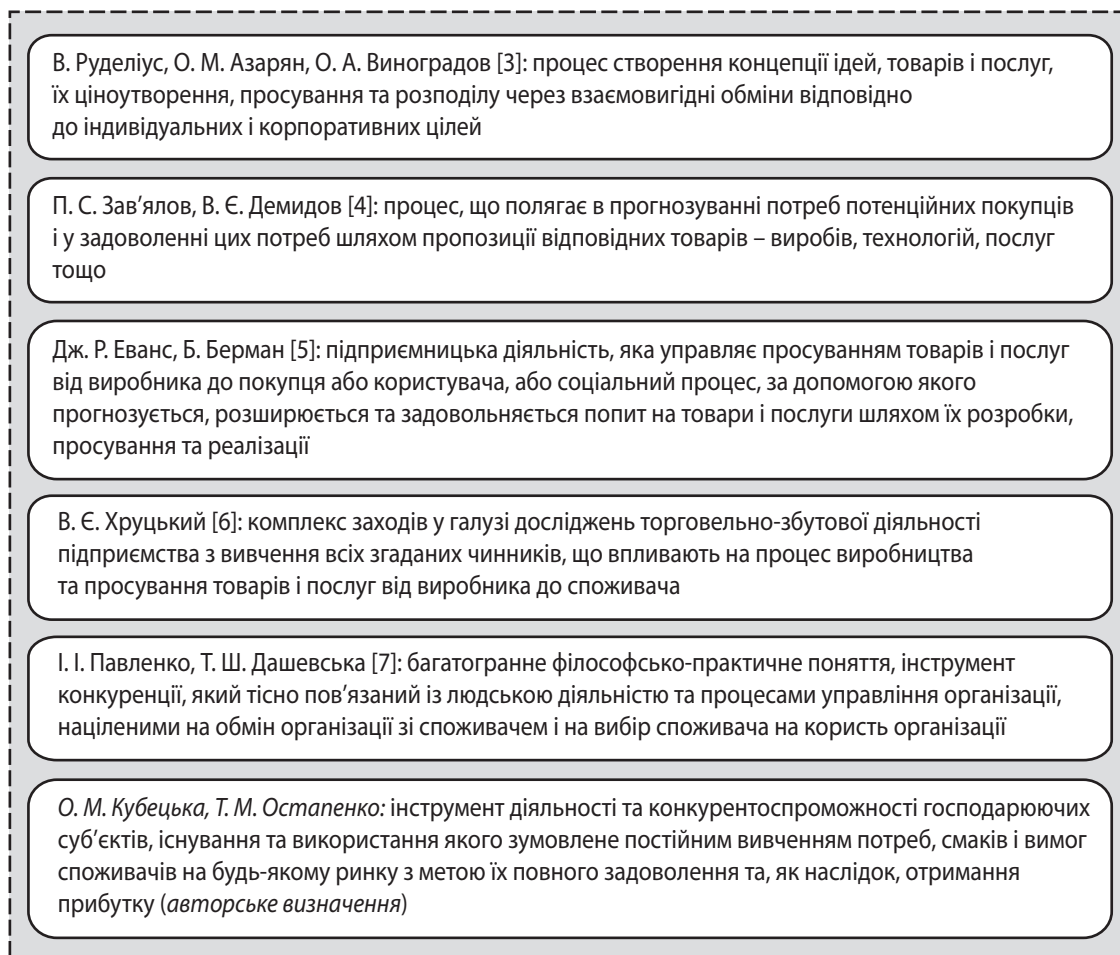 В. Руделіус, О. М. Азарян, О. А. Виноградов [3]: процес створення концепції ідей, товарів і послуг,
їх ціноутворення, просування та розподілу через взаємовигідні обміни відповідно
до індивідуальних і корпоративних цілей
П. С. Зав’ялов, В. Є. Демидов [4]: процес, що полягає в прогнозуванні потреб потенційних покупців
і у задоволенні цих потреб шляхом пропозиції відповідних товарів – виробів, технологій, послуг
тощо
Дж. Р. Еванс, Б. Берман [5]: підприємницька діяльність, яка управляє просуванням товарів і послуг
від виробника до покупця або користувача, або соціальний процес, за допомогою якого
прогнозується, розширюється та задовольняється попит на товари і послуги шляхом їх розробки,
просування та реалізації
В. Є. Хруцький [6]: комплекс заходів у галузі досліджень торговельно-збутової діяльності
підприємства з вивчення всіх згаданих чинників, що впливають на процес виробництва
та просування товарів і послуг від виробника до споживача
І. І. Павленко, Т. Ш. Дашевська [7]: багатогранне філософсько-практичне поняття, інструмент
конкуренції, який тісно пов’язаний із людською діяльністю та процесами управління організації,
націленими на обмін організації зі споживачем і на вибір споживача на користь організації
О. М. Кубецька, Т. М. Остапенко: інструмент діяльності та конкурентоспроможності господарюючих
суб’єктів, існування та використання якого зумовлене постійним вивченням потреб, смаків і вимог
споживачів на будь-якому ринку з метою їх повного задоволення та, як наслідок, отримання
прибутку (авторське визначення)